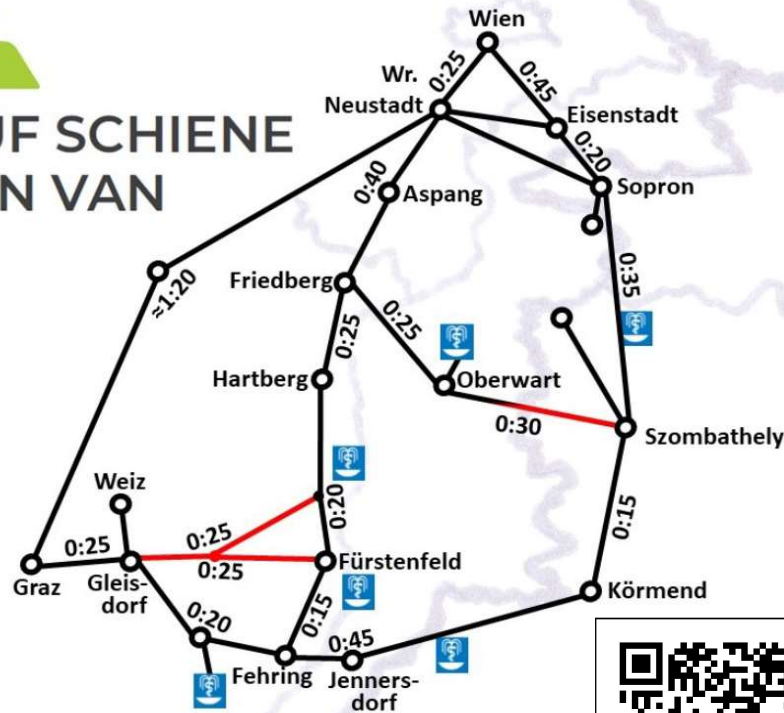 UF SCHIENE
N VAN
Wien
Wr.
Neustadt
0:25
0:45
Eisenstadt
0:20
Sopron
0:40
Aspang
≈1:20
Friedberg
0:25
0:25
0:35
Hartberg
Oberwart
0:30
Szombathely
Weiz
0:20
0:15
0:25
0:25
0:25
Fürstenfeld
Graz
Gleis-
dorf
Körmend
0:20
0:15
0:45
Fehring
Jenners-
dorf